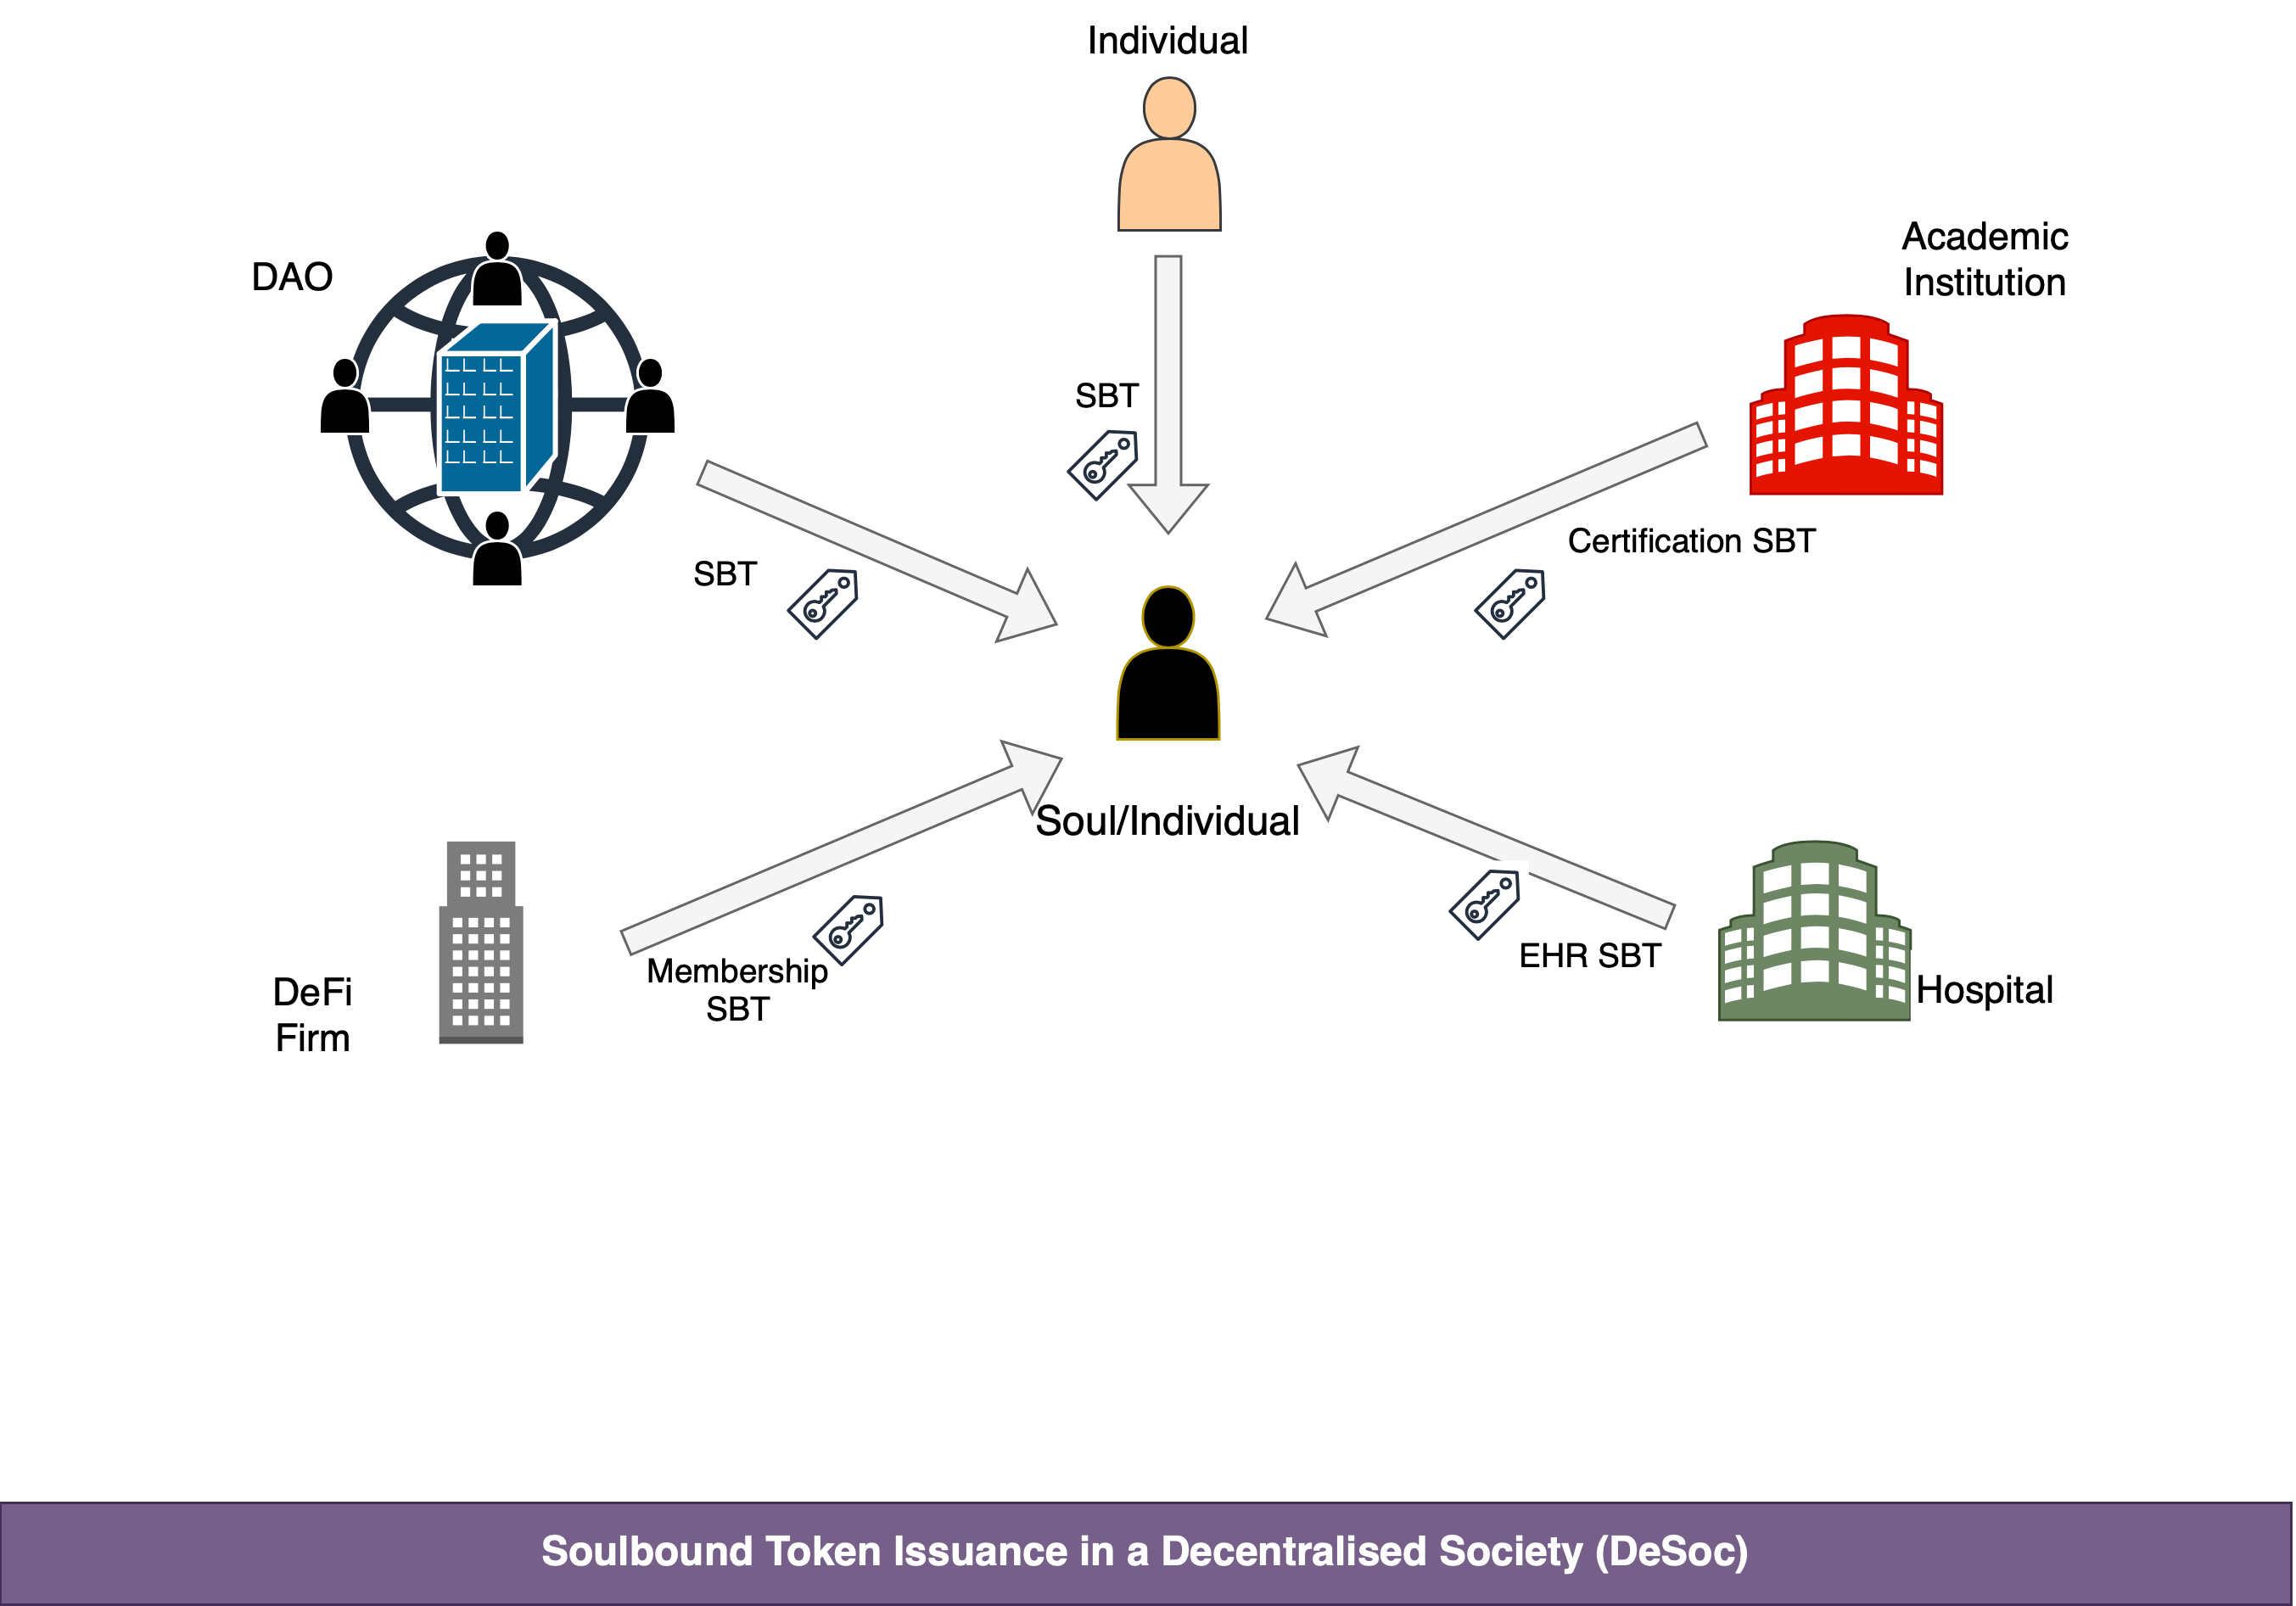 Individual
Academic
Institution
DAO
SBT
Certification SBT
SBT
Soul/Individual
Membership
SBT
EHR SBT
DeFi
Firm
Hospital
Soulbound Token Issuance in a Decentralised Society (DeSoc)